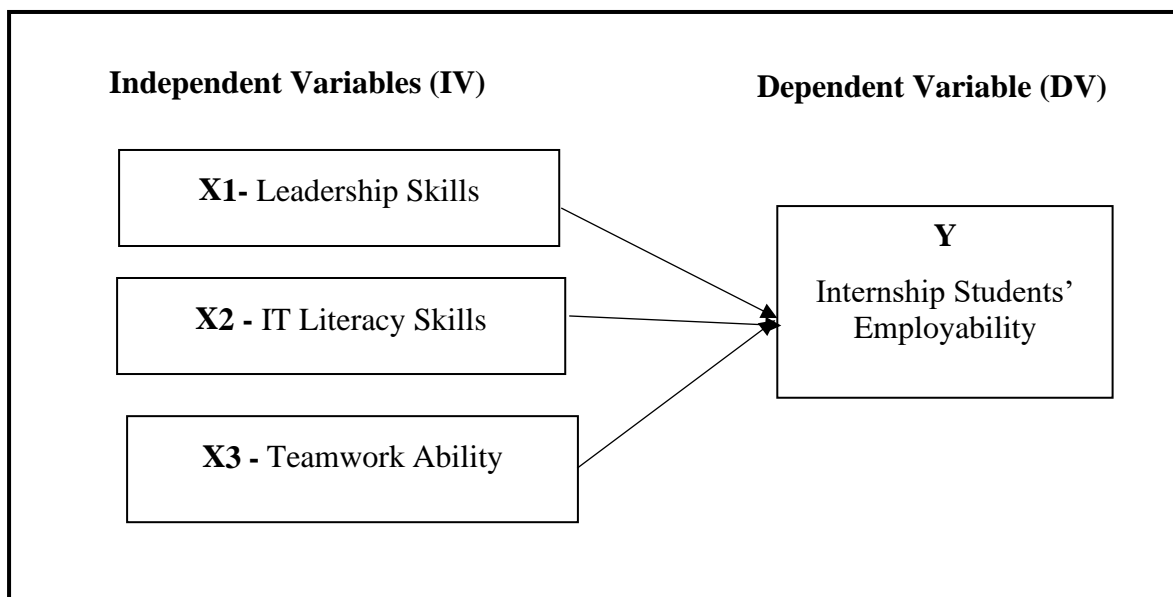 Independent Variables (IV)
Dependent Variable (DV)
X1- Leadership Skills
X2 - IT Literacy Skills
X3 - Teamwork Ability
Y
Internship Students’
Employability